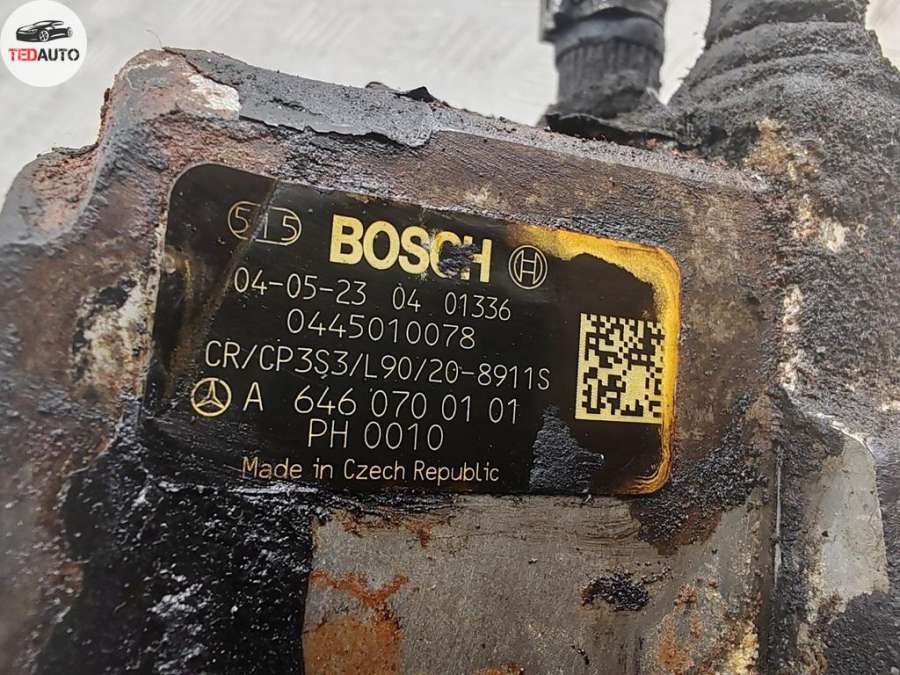 TEDAUTO
515 BOSCH
04-05-23 04 01336
0445010078
CR/CP3S3/L90/20-8911S
A 646 070 01 01
PH 0010
Made in Czech Republic